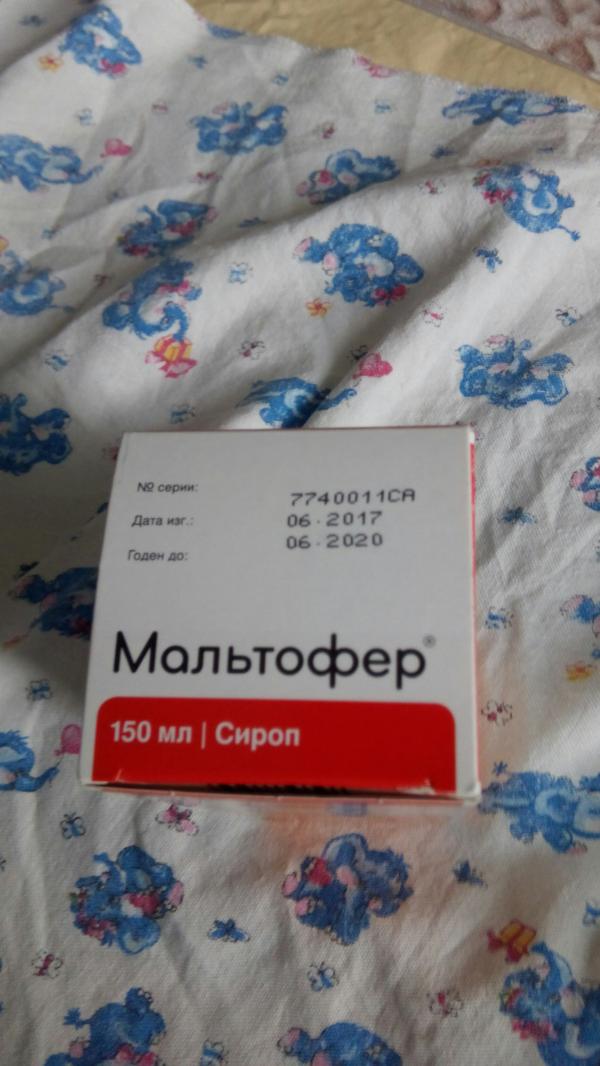 № серии: 7740011CA
Дата изг.: 06.2017
Годен до: 06.2020
Мальтофер®
150 мл | Сироп